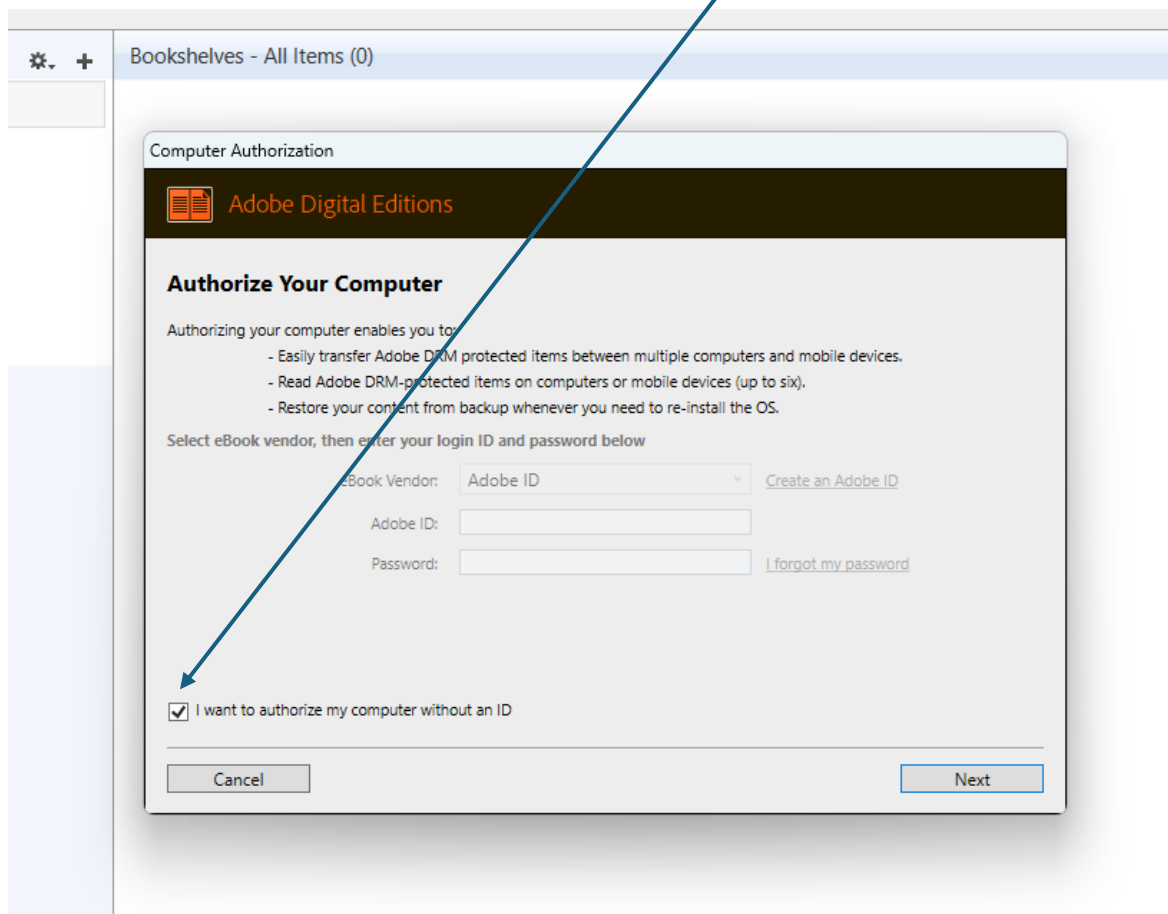 Bookshelves - All Items (0)
Computer Authorization
Adobe Digital Editions
Authorize Your Computer
Authorizing your computer enables you to:
- Easily transfer Adobe DRM protected items between multiple computers and mobile devices.
- Read Adobe DRM-protected items on computers or mobile devices (up to six).
- Restore your content from backup whenever you need to re-install the OS.
Select eBook vendor, then enter your login ID and password below
eBook Vendor: Adobe ID Create an Adobe ID
Adobe ID:
Password: I forgot my password
I want to authorize my computer without an ID
Cancel Next